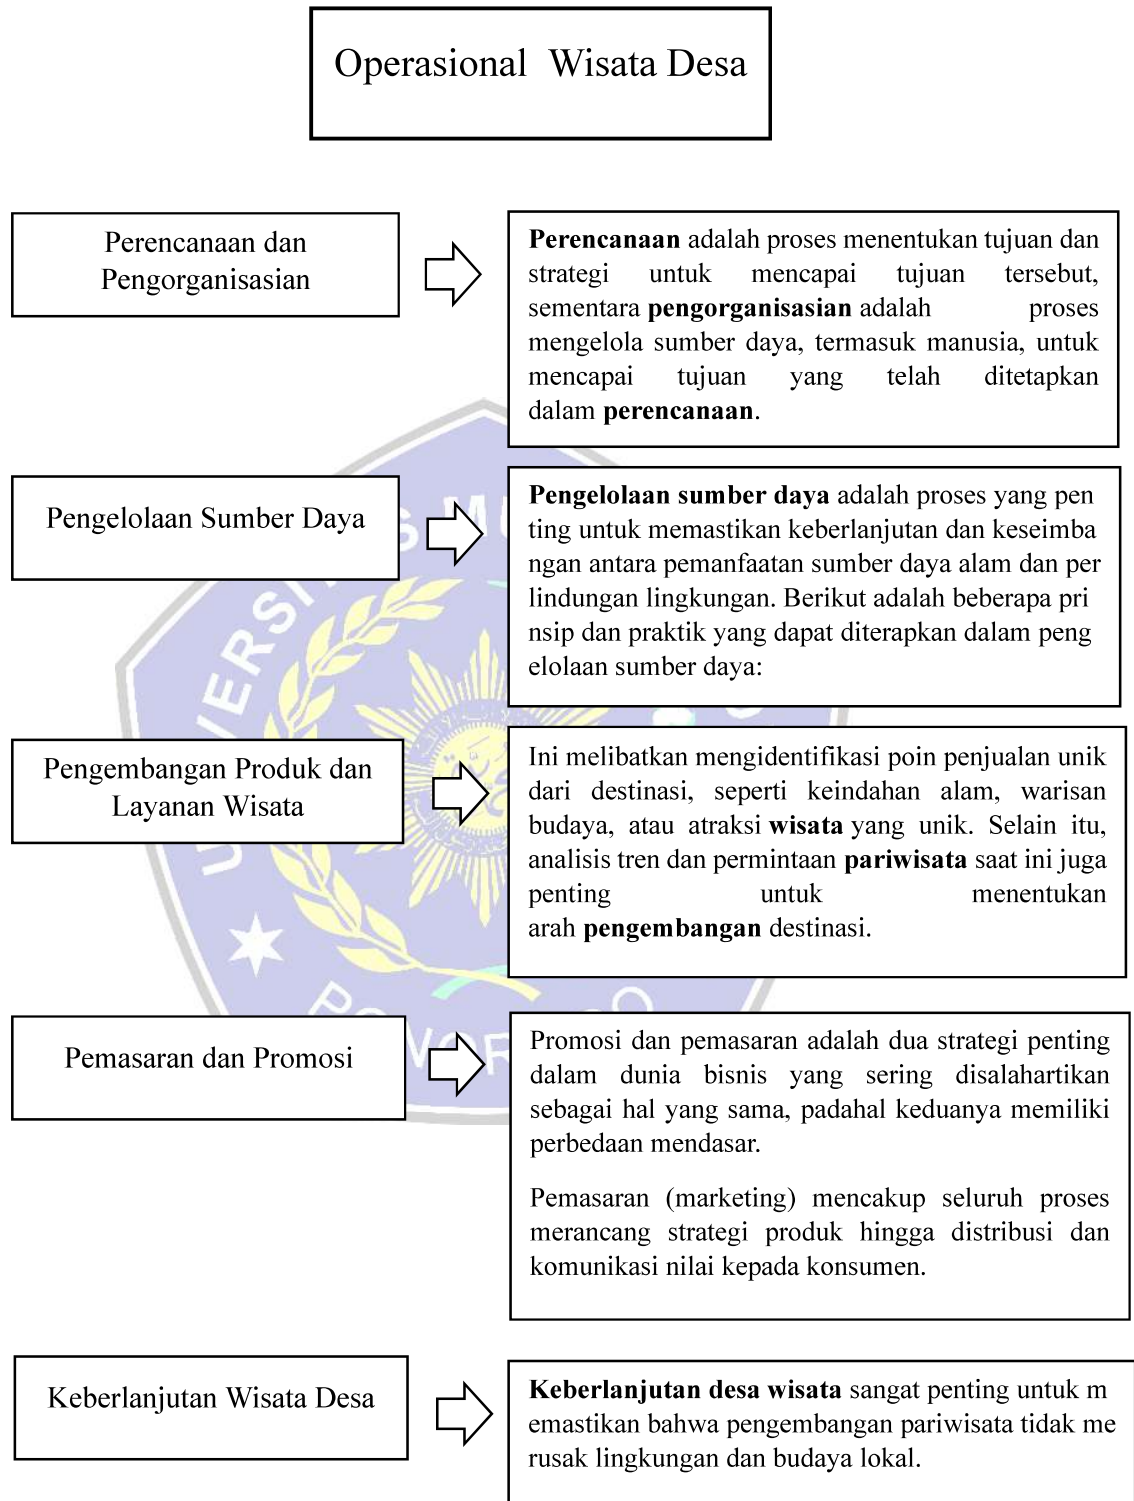 Operasional Wisata Desa
Perencanaan dan
Pengorganisasian
Perencanaan adalah proses menentukan tujuan dan
strategi untuk mencapai tujuan tersebut,
sementara pengorganisasian adalah proses
mengelola sumber daya, termasuk manusia, untuk
mencapai tujuan yang telah ditetapkan
dalam perencanaan.
Pengelolaan Sumber Daya
Pengelolaan sumber daya adalah proses yang pen
ting untuk memastikan keberlanjutan dan keseimba
ngan antara pemanfaatan sumber daya alam dan per
lindungan lingkungan. Berikut adalah beberapa pri
nsip dan praktik yang dapat diterapkan dalam peng
elolaan sumber daya:
Pengembangan Produk dan
Layanan Wisata
Ini melibatkan mengidentifikasi poin penjualan unik
dari destinasi, seperti keindahan alam, warisan
budaya, atau atraksi wisata yang unik. Selain itu,
analisis tren dan permintaan pariwisata saat ini juga
penting untuk menentukan
arah pengembangan destinasi.
Pemasaran dan Promosi
Promosi dan pemasaran adalah dua strategi penting
dalam dunia bisnis yang sering disalahartikan
sebagai hal yang sama, padahal keduanya memiliki
perbedaan mendasar.
Pemasaran (marketing) mencakup seluruh proses
merancang strategi produk hingga distribusi dan
komunikasi nilai kepada konsumen.
Keberlanjutan Wisata Desa
Keberlanjutan desa wisata sangat penting untuk m
emastikan bahwa pengembangan pariwisata tidak me
rusak lingkungan dan budaya lokal.